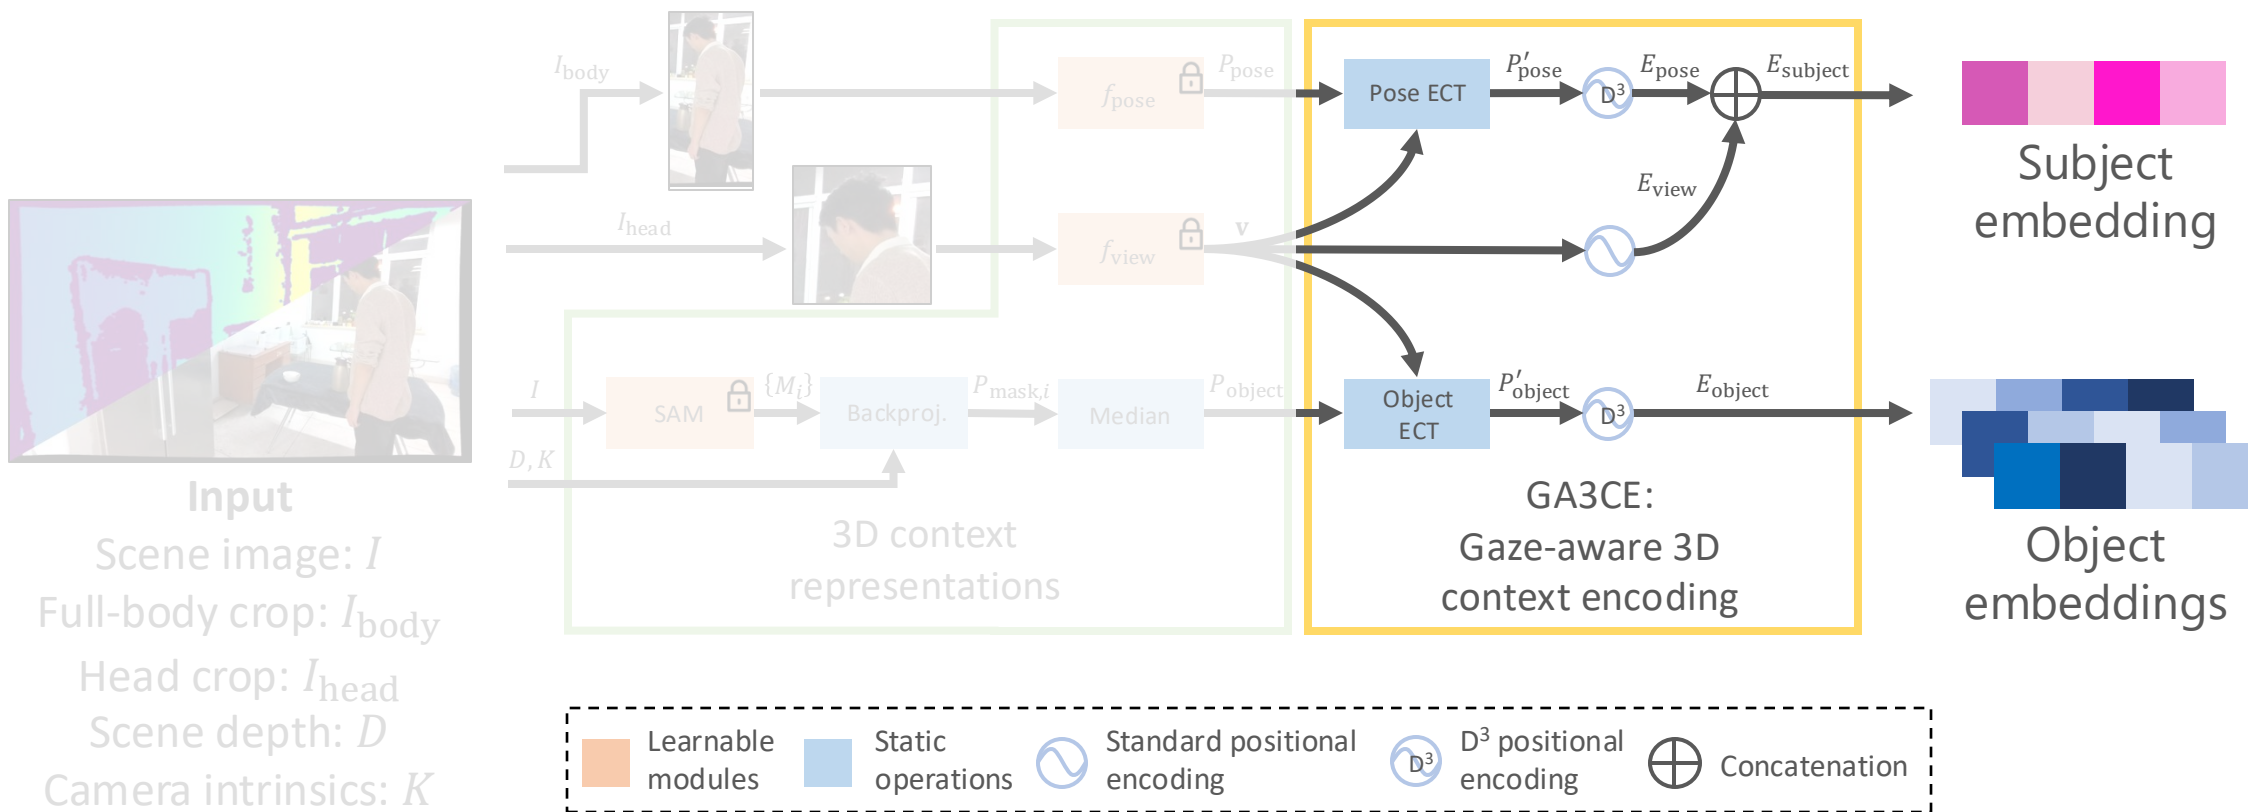 I_body
f_pose
P_pose
Pose ECT
P'_pose
D³
E_pose
E_subject
Subject
embedding
I_head
f_view
v
E_view
I
SAM
{M_i}
Backproj.
P_mask,i
Median
P_object
Object
ECT
P'_object
D³
E_object
D, K
Input
Scene image: I
Full-body crop: I_body
Head crop: I_head
Scene depth: D
Camera intrinsics: K
3D context
representations
GA3CE:
Gaze-aware 3D
context encoding
Object
embeddings
Learnable
modules
Static
operations
Standard positional
encoding
D³
D³ positional
encoding
Concatenation